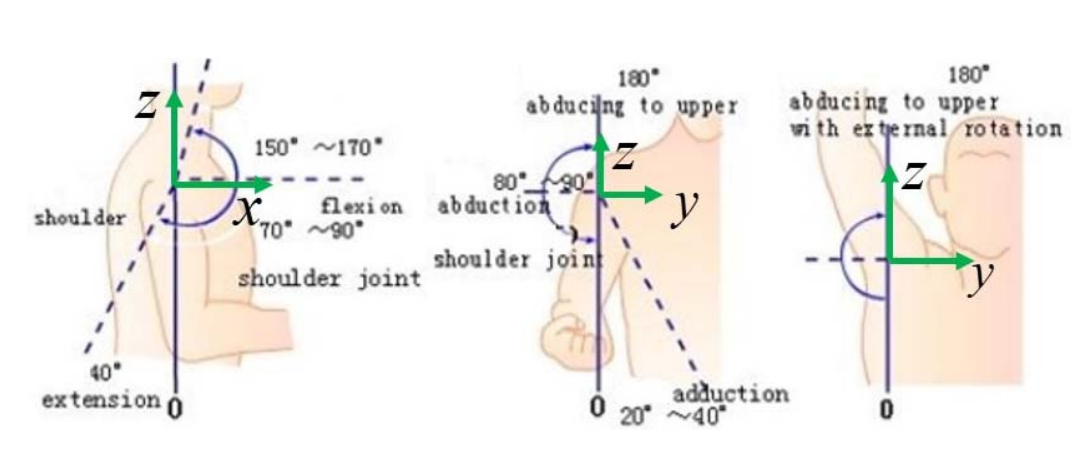 z
150° ~170°
x
flexion
70° ~90°
shoulder
shoulder joint
40°
extension
0
180°
abducing to upper
z
80° ~90°
abduction
y
shoulder joint
adduction
0
20° ~40°
180°
abducing to upper
with external rotation
z
y
0